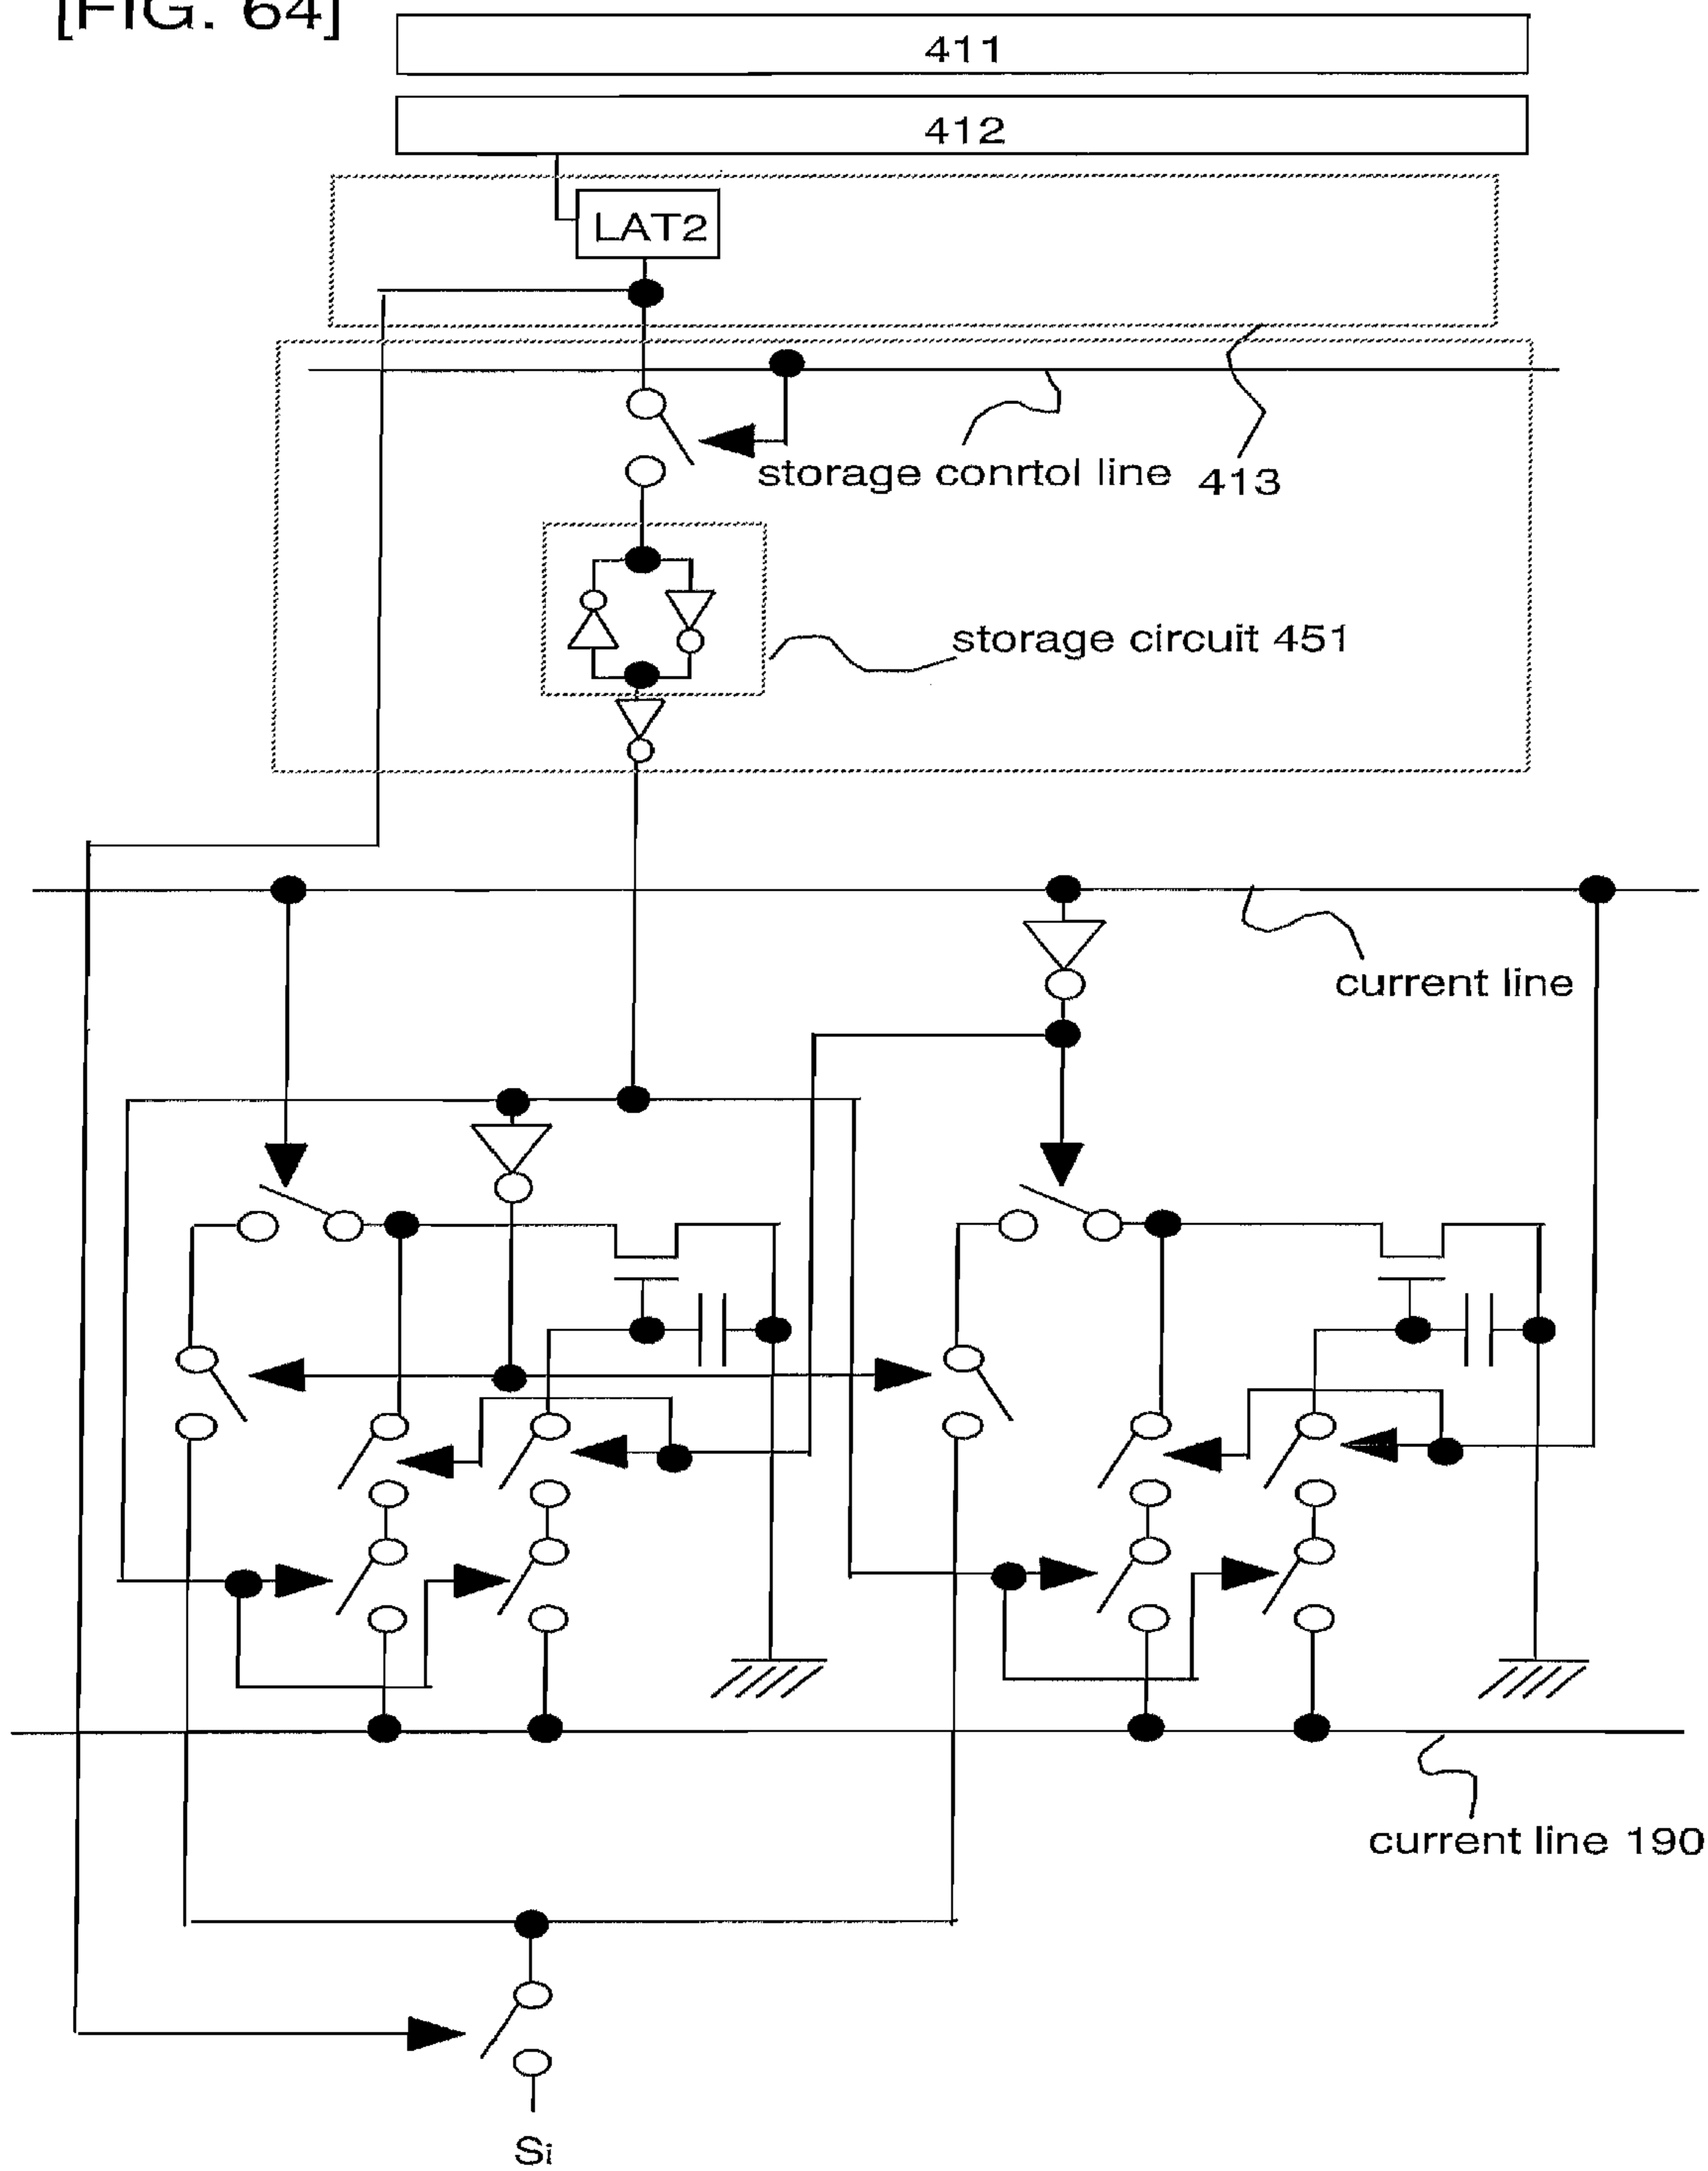 [FIG. 64]
411
412
LAT2
storage conrtol line
413
storage circuit 451
current line
current line 190
Si